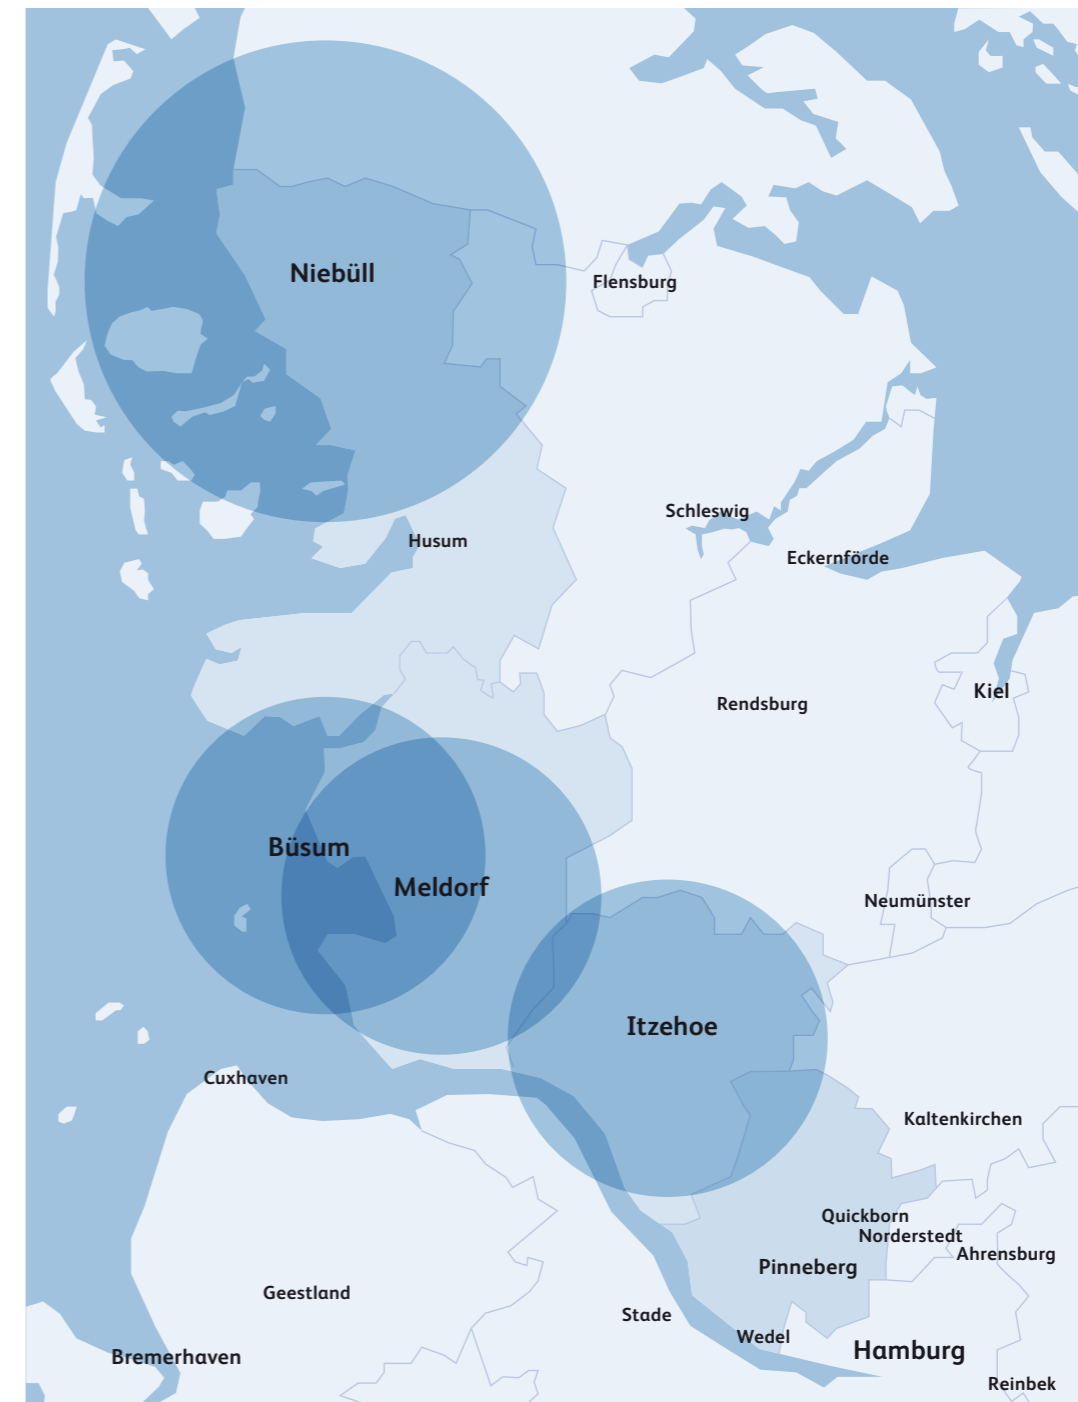 Niebüll
Flensburg
Schleswig
Husum
Eckernförde
Kiel
Rendsburg
Büsum
Meldorf
Neumünster
Itzehoe
Cuxhaven
Kaltenkirchen
Quickborn
Norderstedt
Ahrensburg
Pinneberg
Geestland
Stade
Wedel
Hamburg
Bremerhaven
Reinbek